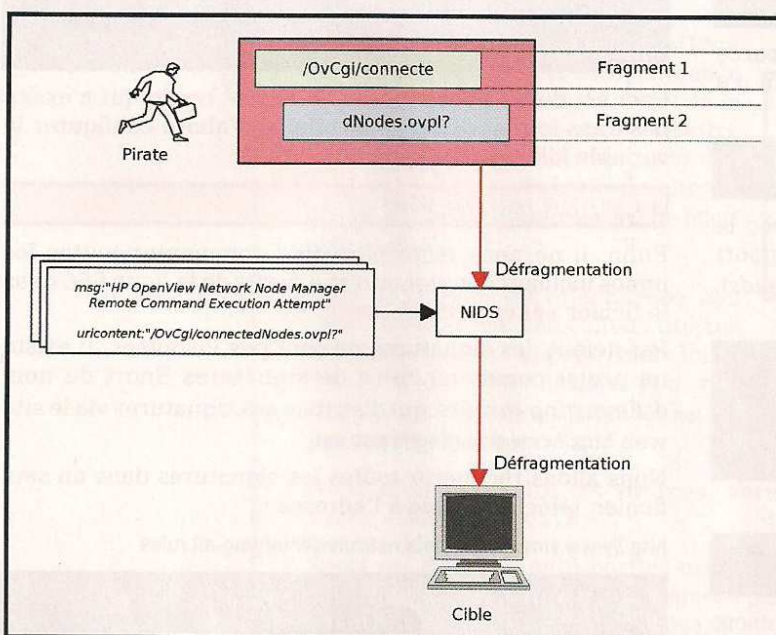 /OvCgi/connecte
Fragment 1
dNodes.ovpl?
Fragment 2
Pirate
Défragmentation
msg:"HP OpenView Network Node Manager
Remote Command Execution Attempt"
uricontent:"/OvCgi/connectedNodes.ovpl?"
NIDS
Défragmentation
Cible